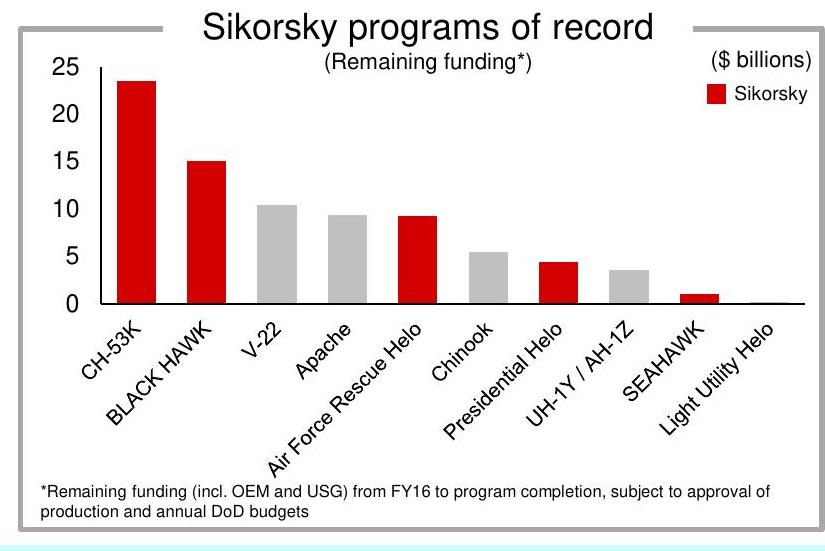 Sikorsky programs of record
(Remaining funding*)
($ billions)
Sikorsky
25
20
15
10
5
0
CH-53K
BLACK HAWK
V-22
Apache
Air Force Rescue Helo
Chinook
Presidential Helo
UH-1Y / AH-1Z
SEAHAWK
Light Utility Helo
*Remaining funding (incl. OEM and USG) from FY16 to program completion, subject to approval of
production and annual DoD budgets